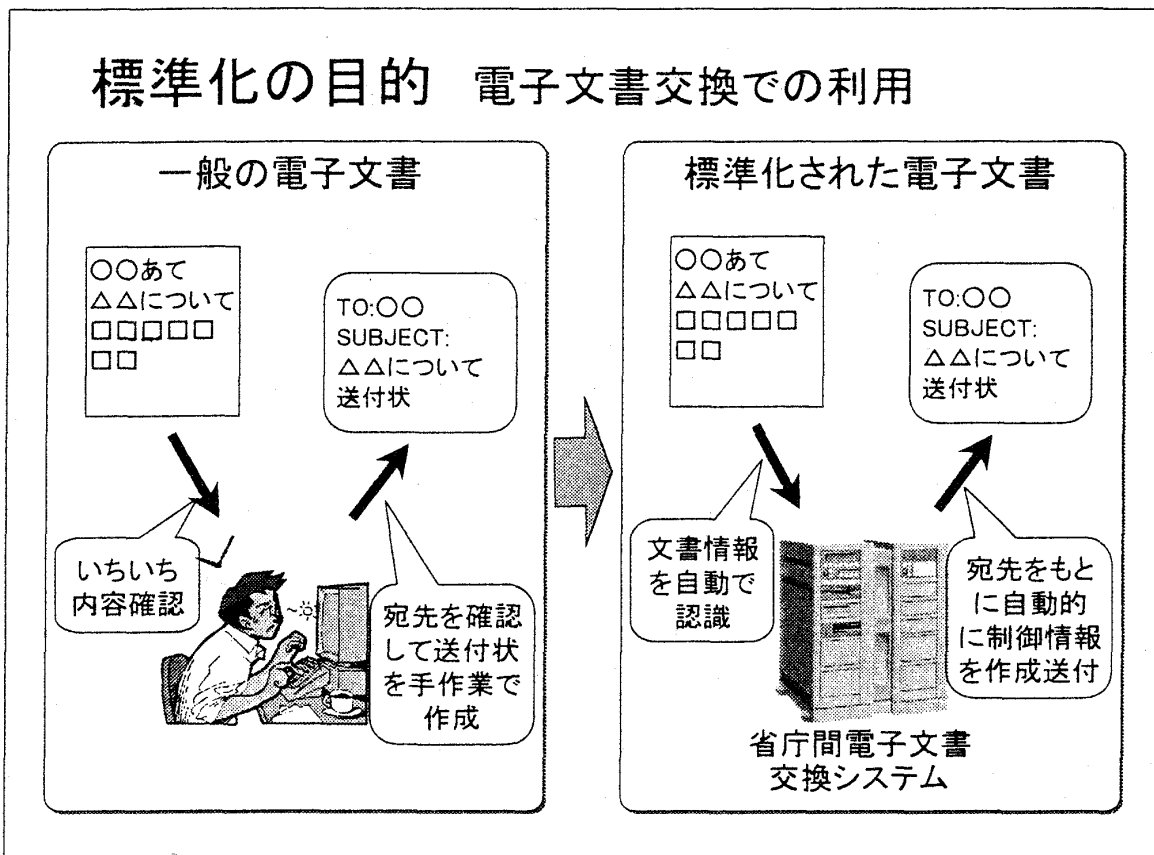 標準化の目的 電子文書交換での利用
一般の電子文書
○○あて
△△について
□□□□□
□□
TO:○○
SUBJECT:
△△について
送付状
いちいち
内容確認
宛先を確認
して送付状
を手作業で
作成
標準化された電子文書
○○あて
△△について
□□□□□
□□
TO:○○
SUBJECT:
△△について
送付状
文書情報
を自動で
認識
宛先をもと
に自動的
に制御情報
を作成送付
省庁間電子文書
交換システム